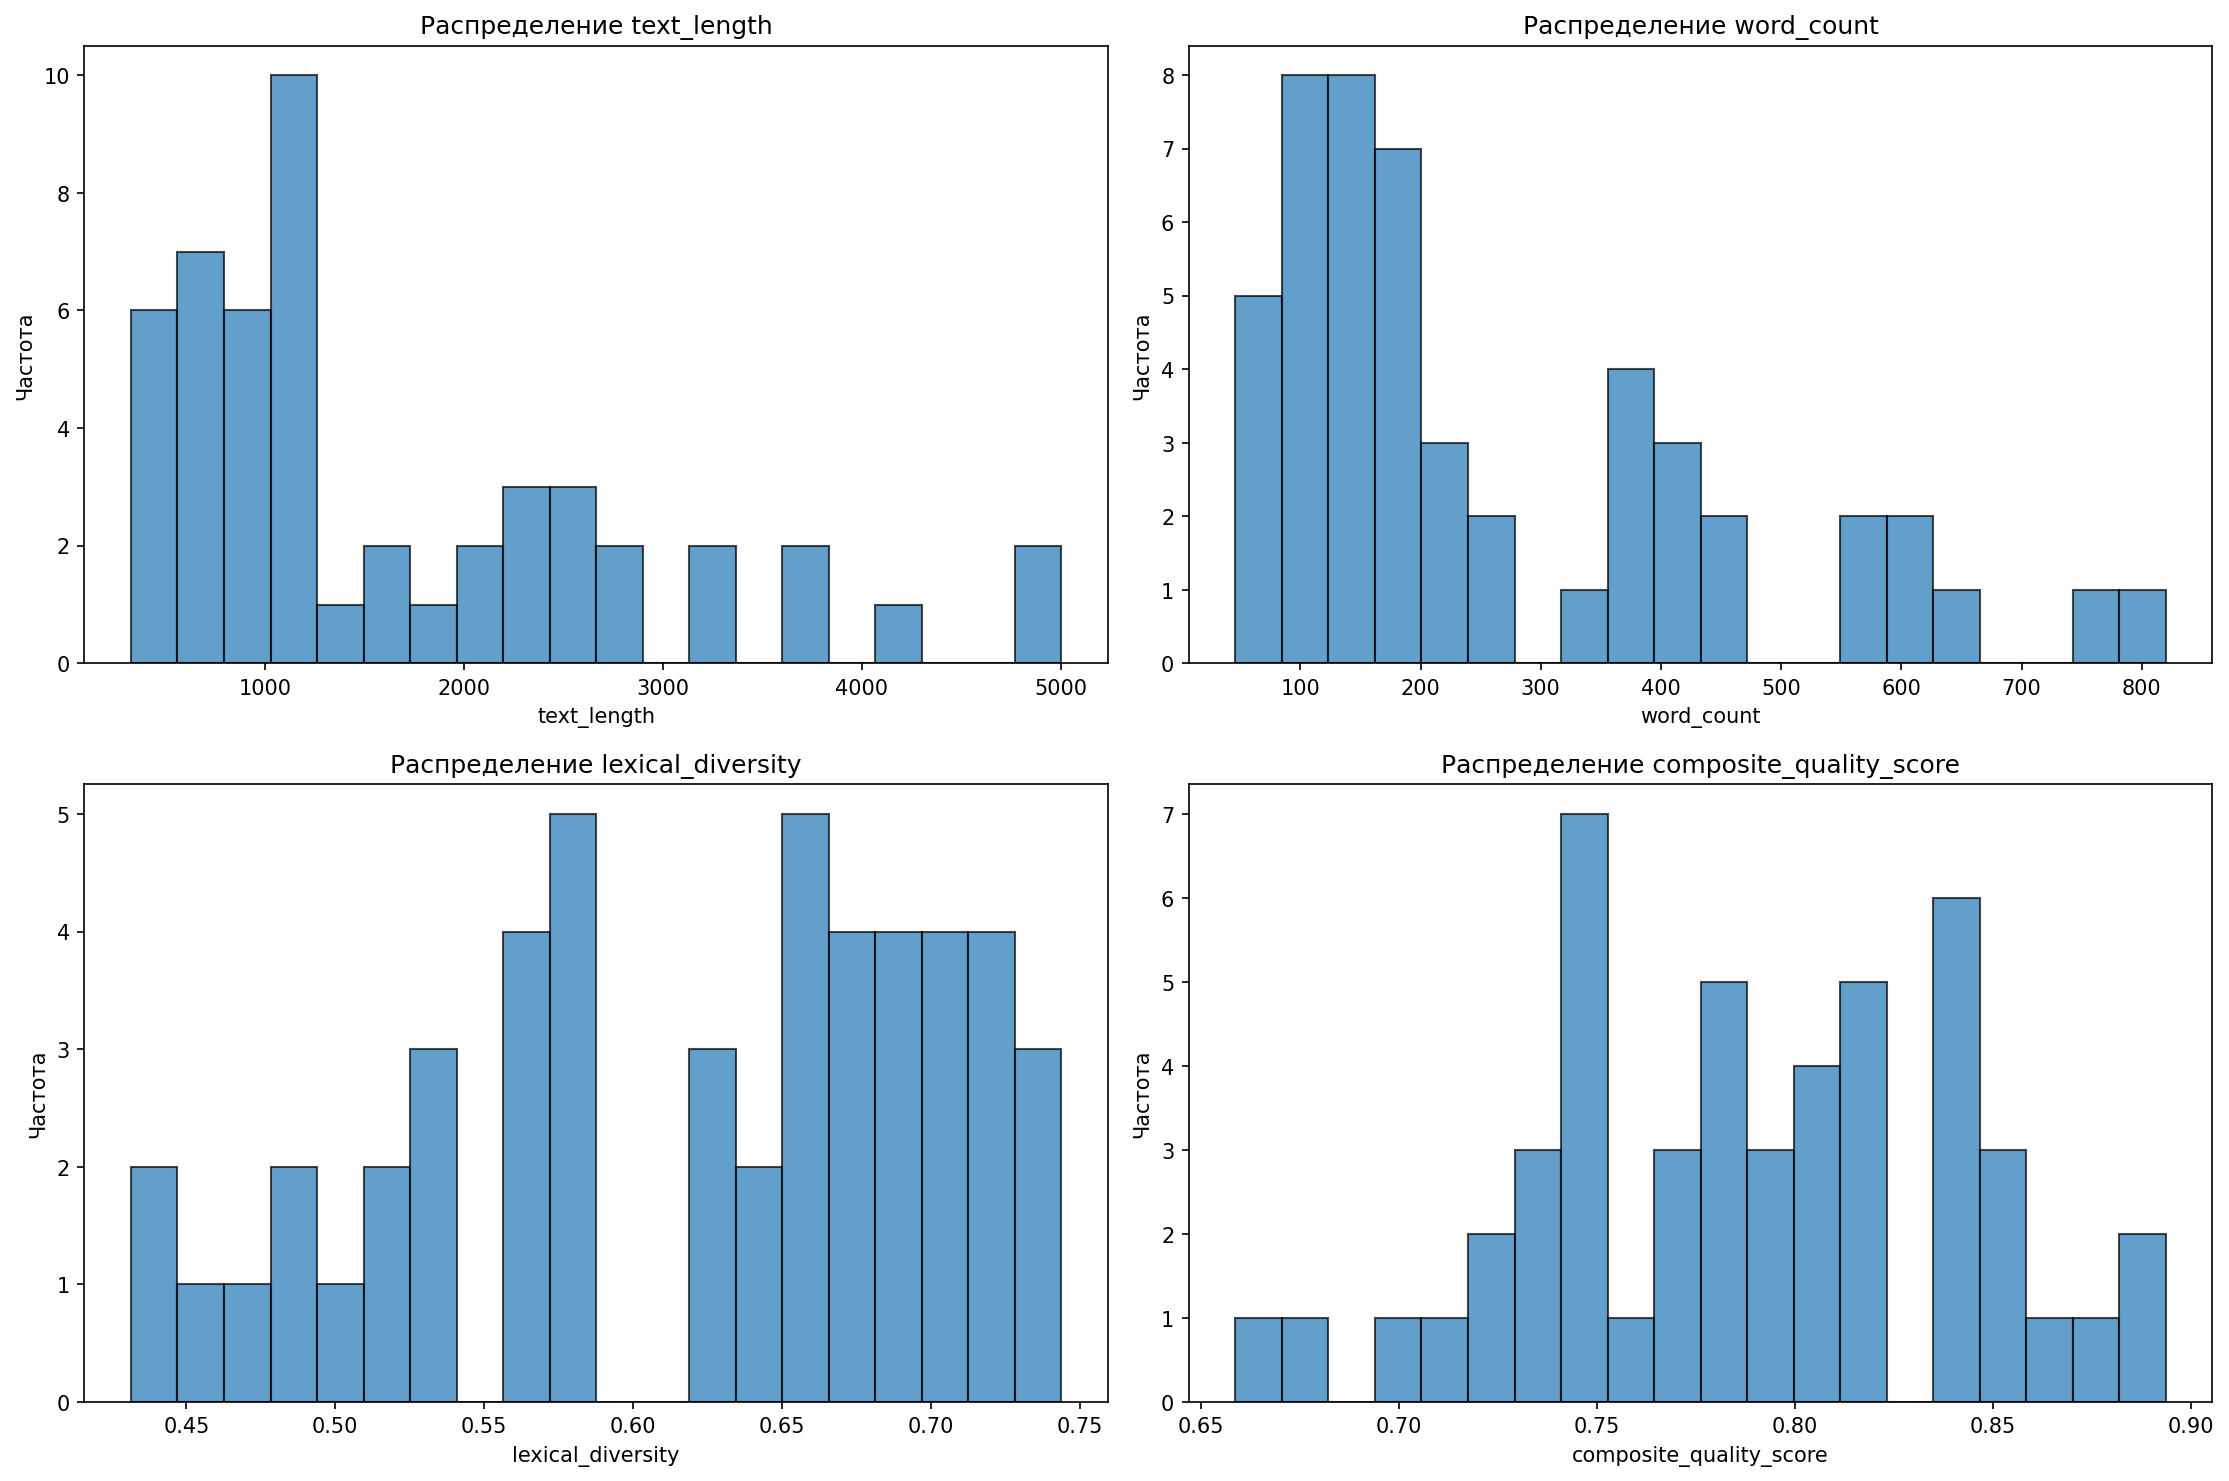 Распределение text_length
10
8
6
4
2
0
Частота
1000 2000 3000 4000 5000
text_length
Распределение word_count
8
7
6
5
4
3
2
1
0
Частота
100 200 300 400 500 600 700 800
word_count
Распределение lexical_diversity
5
4
3
2
1
0
Частота
0.45 0.50 0.55 0.60 0.65 0.70 0.75
lexical_diversity
Распределение composite_quality_score
7
6
5
4
3
2
1
0
Частота
0.65 0.70 0.75 0.80 0.85 0.90
composite_quality_score